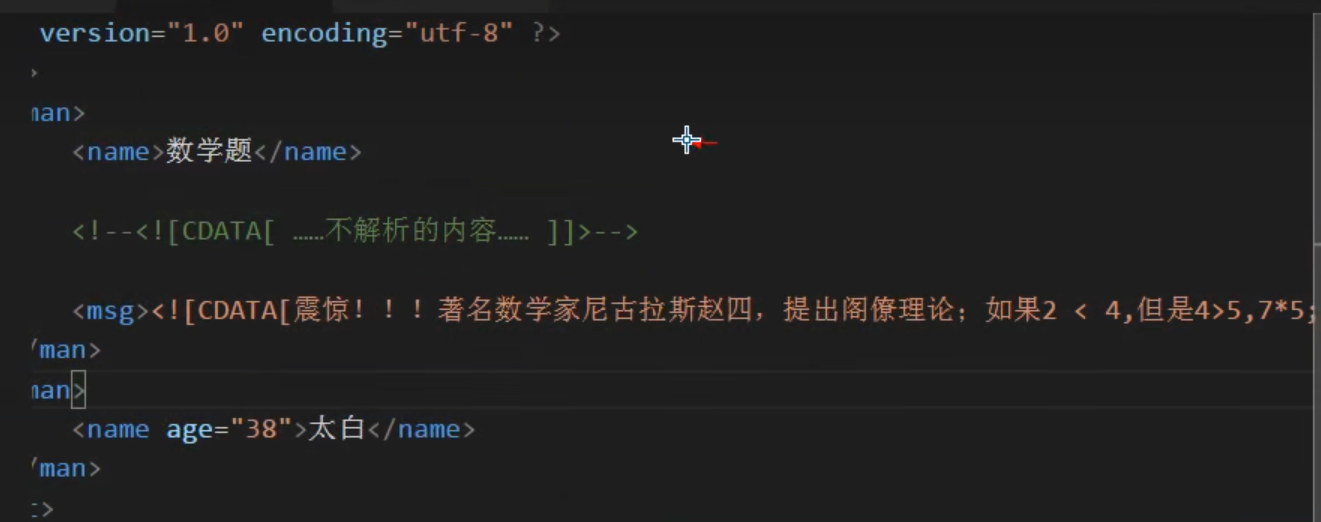 version="1.0" encoding="utf-8" ?>
>
man>
<name>数学题</name>
<!--<![CDATA[ ……不解析的内容…… ]]>-->
<msg><![CDATA[震惊！！！著名数学家尼古拉斯赵四，提出阁僚理论；如果2 < 4,但是4>5,7*5;
/man>
man>
<name age="38">太白</name>
/man>
t>